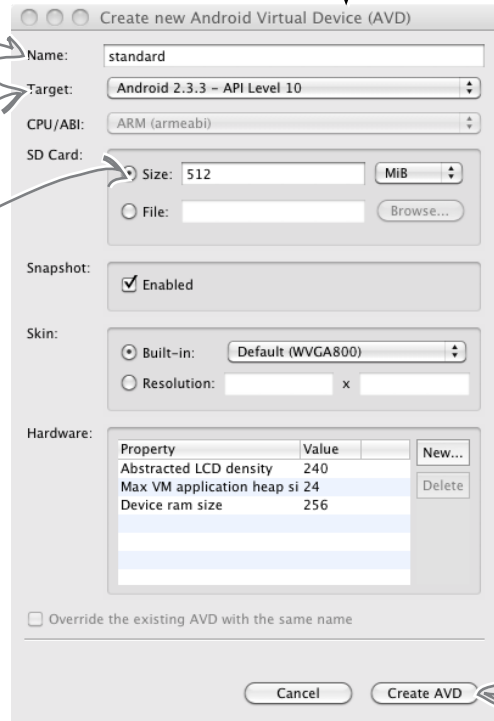 Create new Android Virtual Device (AVD)
Name: standard
Target: Android 2.3.3 – API Level 10
CPU/ABI: ARM (armeabi)
SD Card:
Size: 512 MiB
File: Browse...
Snapshot:
Enabled
Skin:
Built-in: Default (WVGA800)
Resolution: x
Hardware:
Property Value New...
Abstracted LCD density 240
Max VM application heap si 24 Delete
Device ram size 256
Override the existing AVD with the same name
Cancel Create AVD